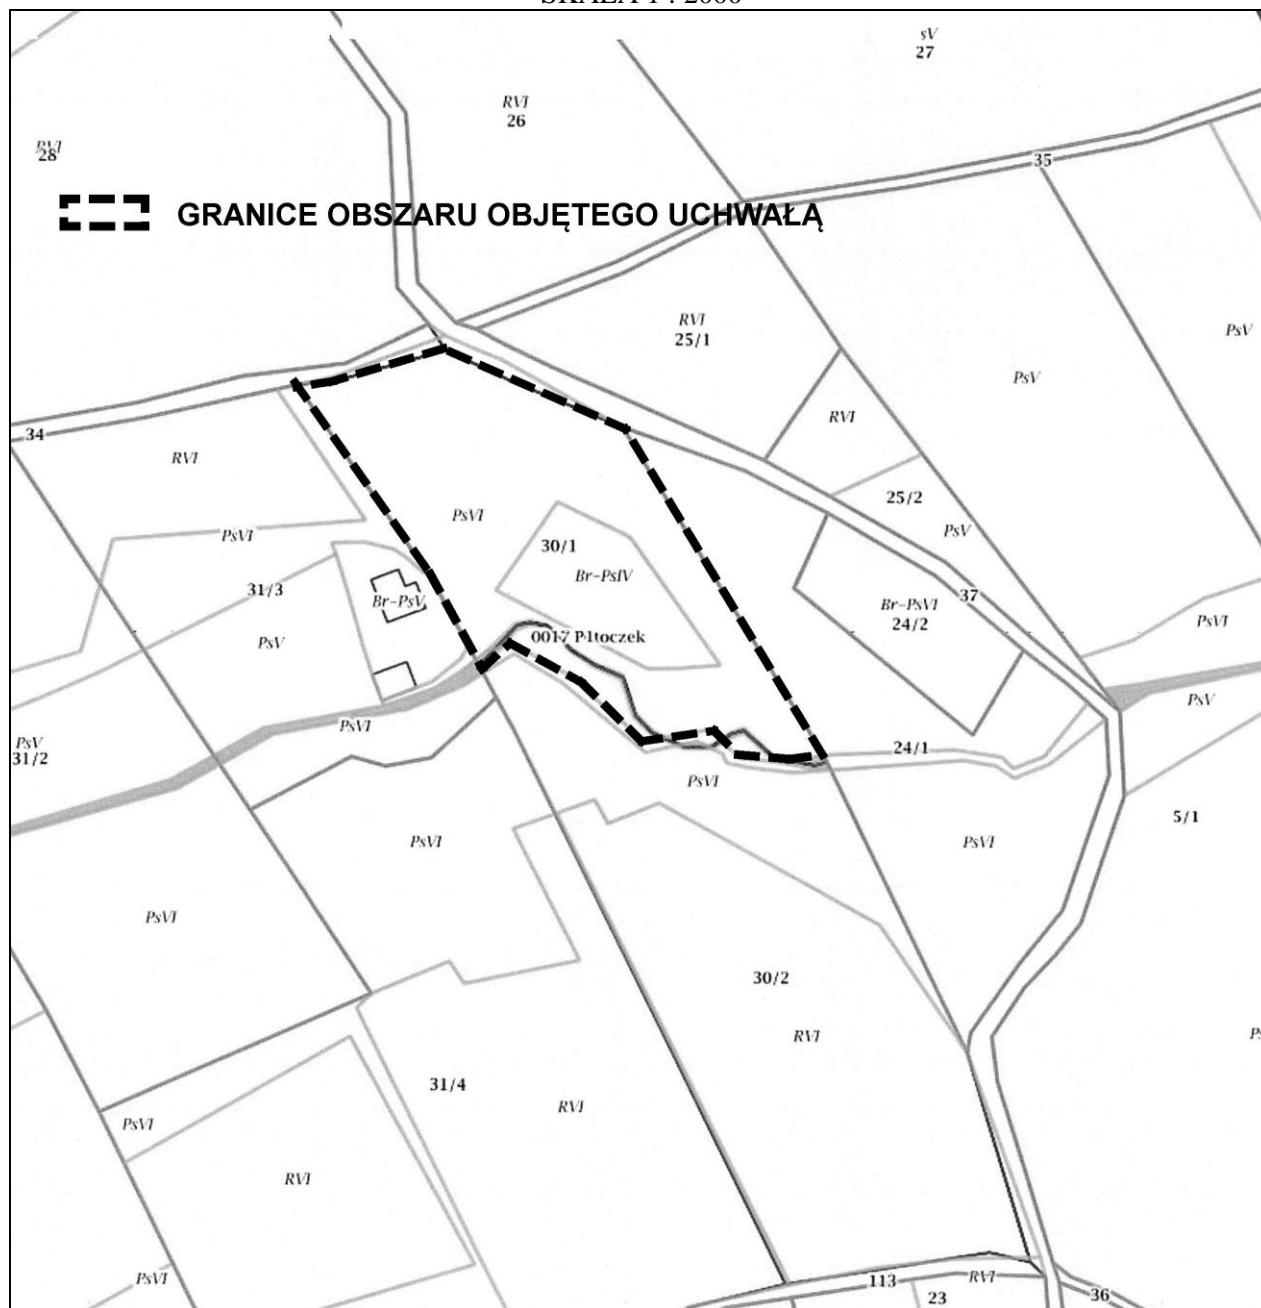 SKALA 1 : 2000
sV
27
RVI
26
28
35
GRANICE OBSZARU OBJĘTEGO UCHWAŁĄ
RVI
25/1
PsV
PsV
RVI
34
RVI
25/2
PsV
PsVI
PsVI
30/1
Br-PsIV
31/3
Br-PsV
37
Br-PsVI
24/2
PsVI
0017 Płtoczek
PsV
PsV
PsVI
PsV
31/2
24/1
PsVI
5/1
PsVI
PsVI
PsVI
30/2
RVI
31/4
RVI
PsVI
RVI
PsVI
113
RVI
36
23